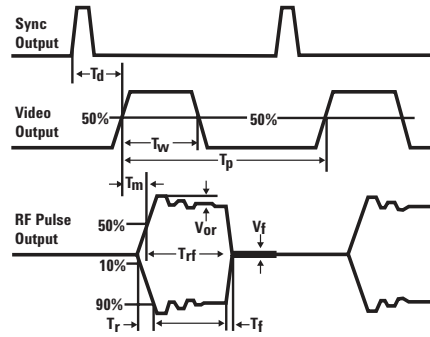 Sync
Output
Td
Video
Output
50%
50%
Tw
Tp
Tm
RF Pulse
Output
50%
Vor
Vf
Trf
10%
90%
Tr
Tf